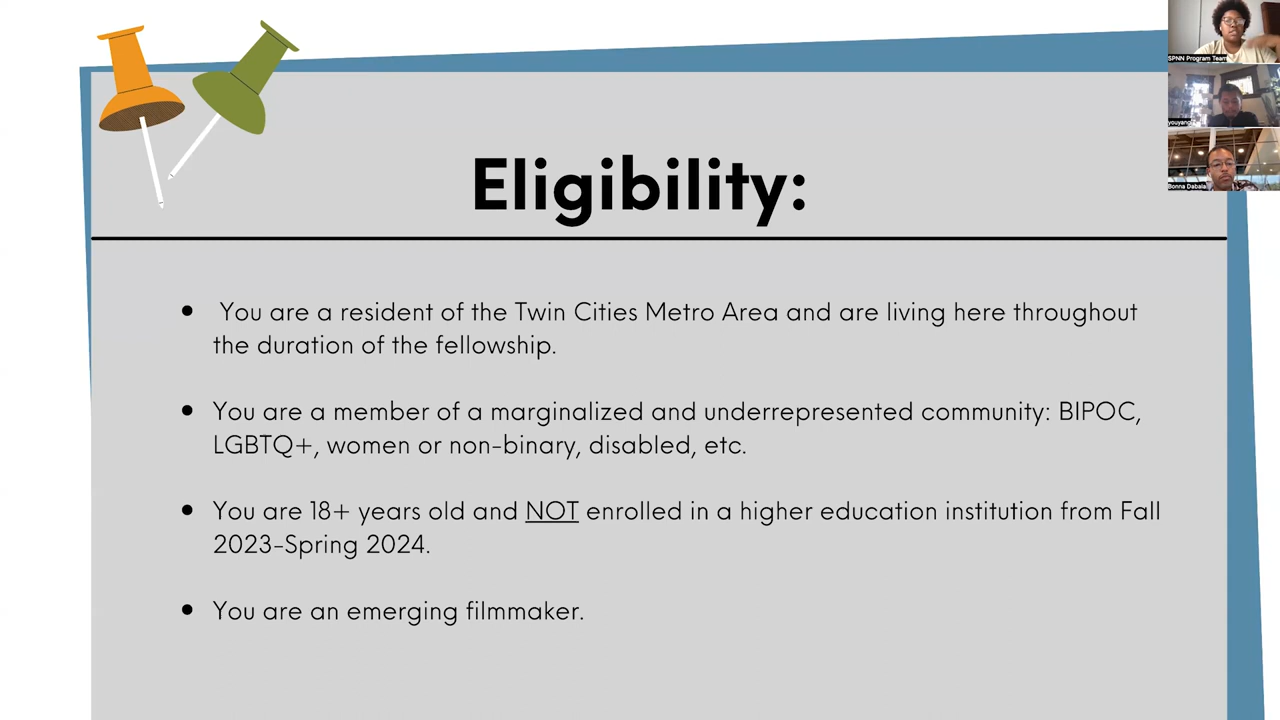 Eligibility:
You are a resident of the Twin Cities Metro Area and are living here throughout
the duration of the fellowship.
You are a member of a marginalized and underrepresented community: BIPOC,
LGBTQ+, women or non-binary, disabled, etc.
You are 18+ years old and NOT enrolled in a higher education institution from Fall
2023-Spring 2024.
You are an emerging filmmaker.
SPNN Program Team
youyang
Bonna Dabala